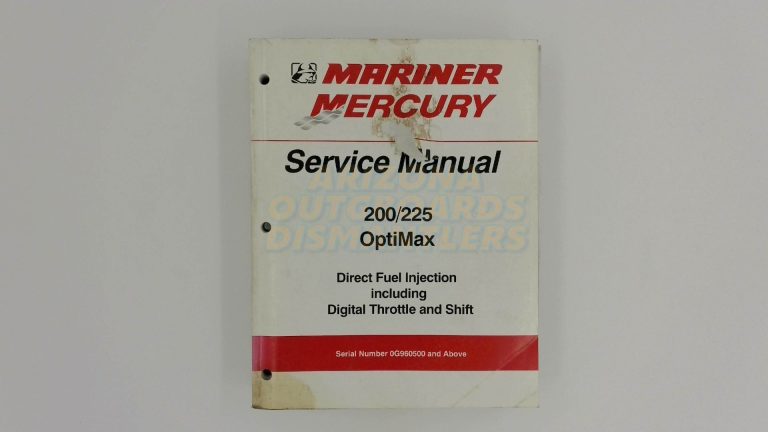 MARINER
MERCURY
Service Manual
ARIZONA
OUTBOARDS
DISMANTLERS
200/225
OptiMax
Direct Fuel Injection
including
Digital Throttle and Shift
Serial Number 0G960500 and Above